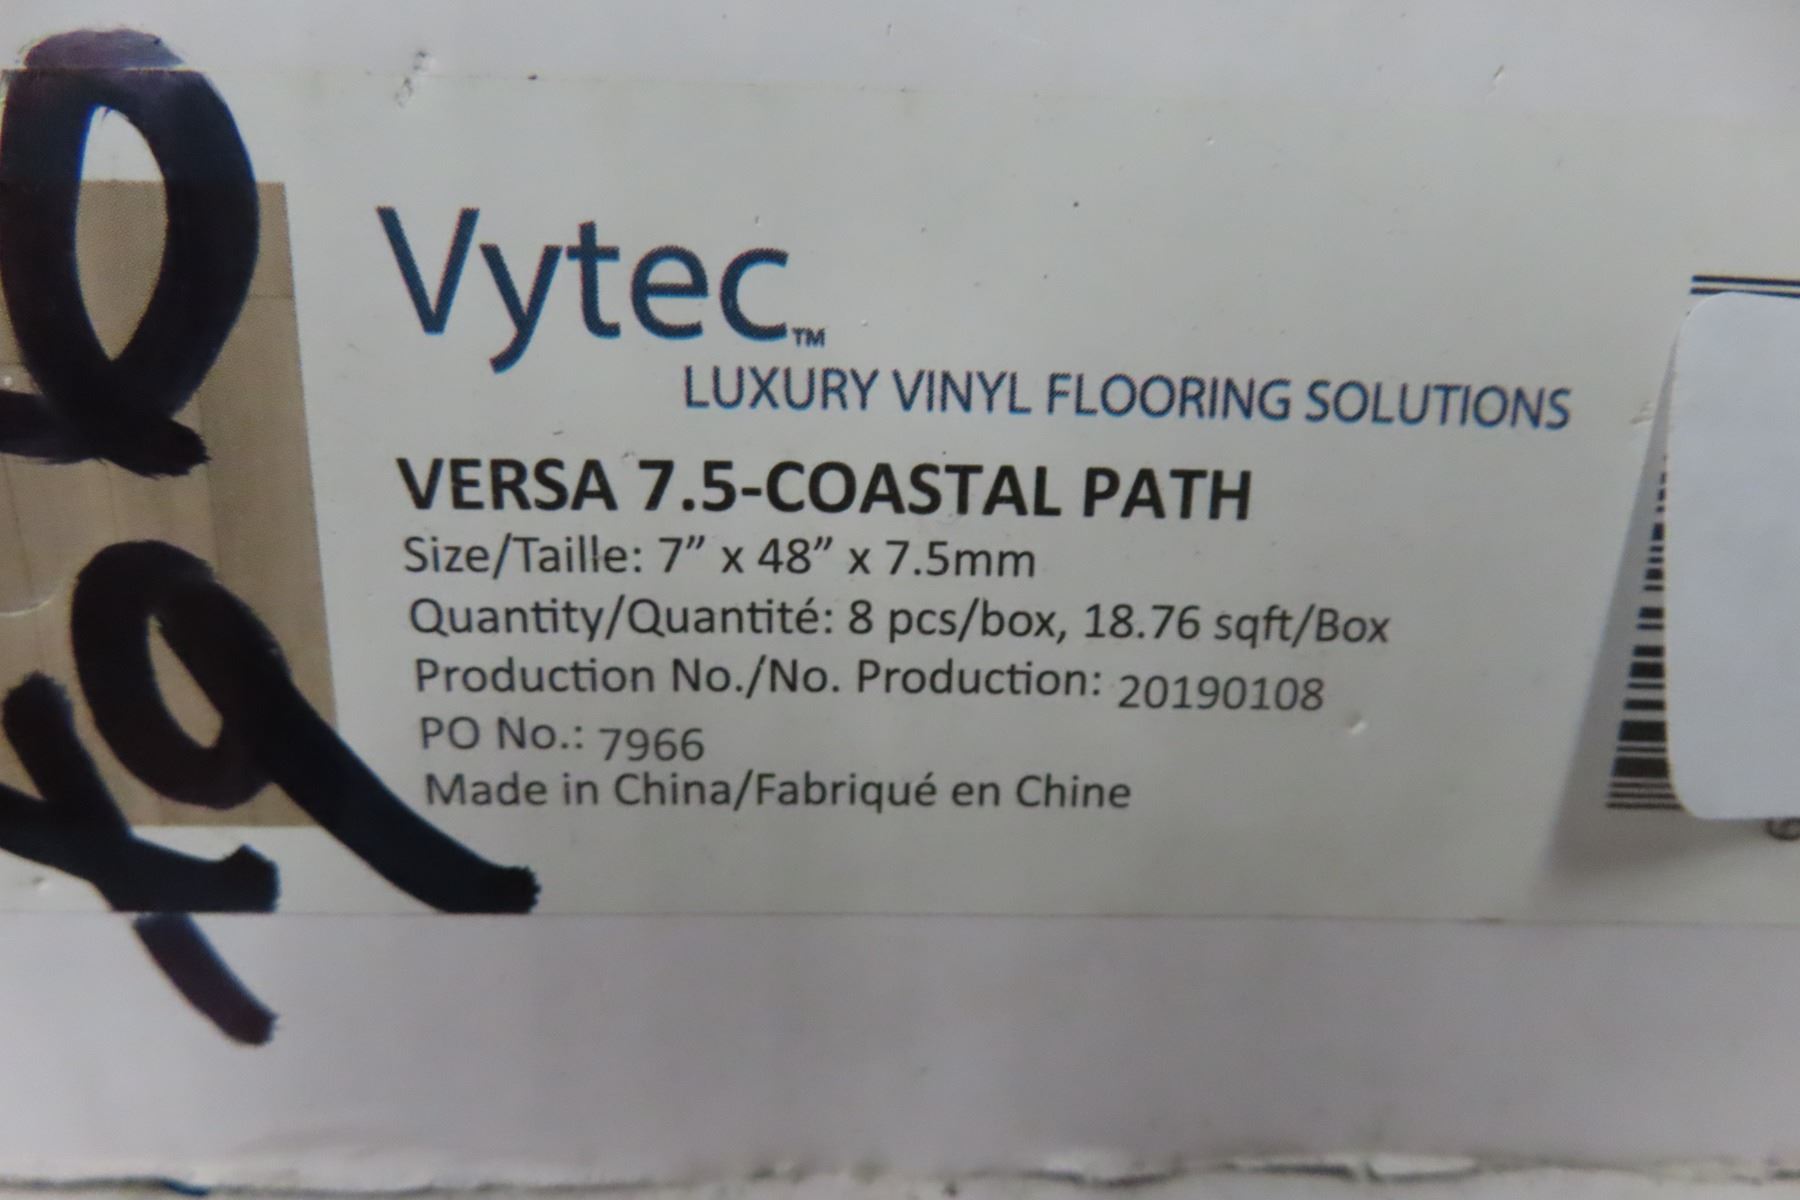 Vytec™
LUXURY VINYL FLOORING SOLUTIONS
VERSA 7.5-COASTAL PATH
Size/Taille: 7” x 48” x 7.5mm
Quantity/Quantité: 8 pcs/box, 18.76 sqft/Box
Production No./No. Production: 20190108
PO No.: 7966
Made in China/Fabriqué en Chine